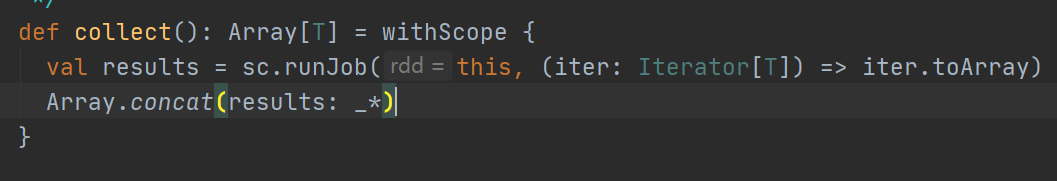 */
def collect(): Array[T] = withScope {
val results = sc.runJob( rdd = this, (iter: Iterator[T]) => iter.toArray)
Array.concat(results: _*)
}